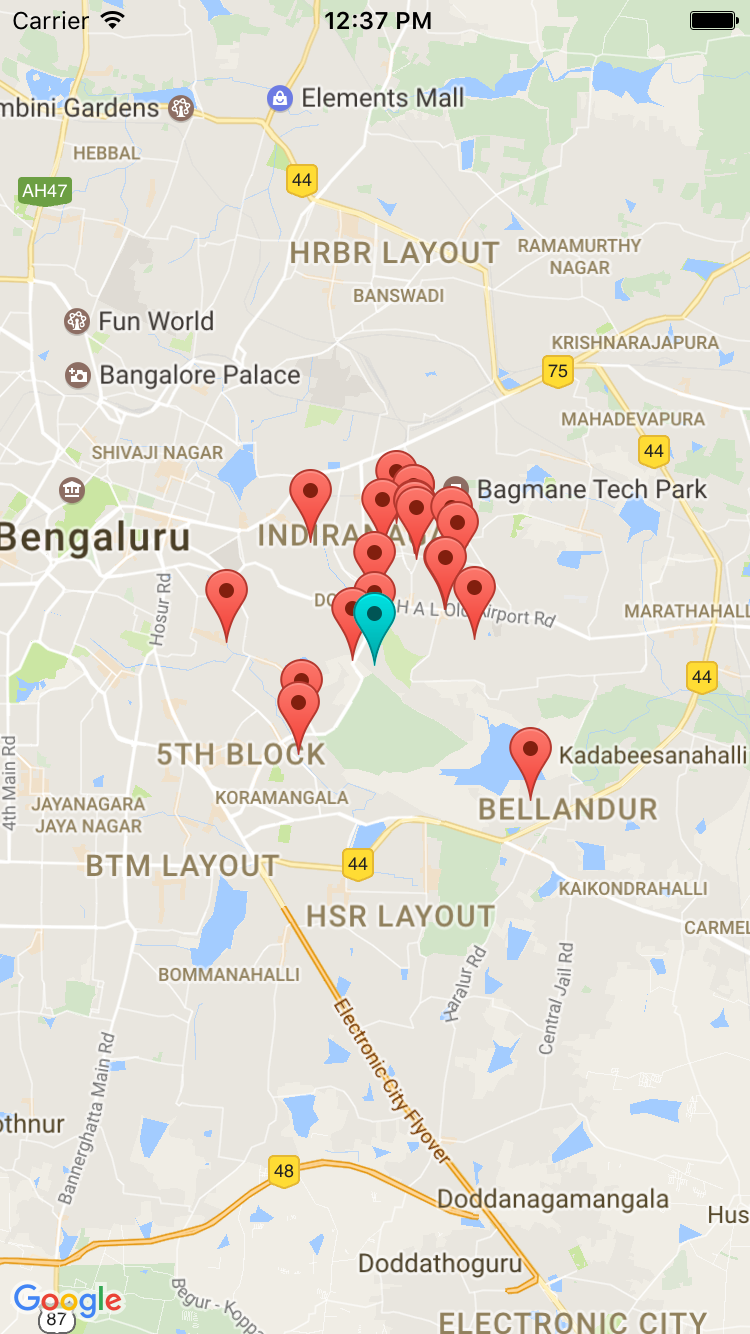 Carrier 12:37 PM
mbini Gardens
Elements Mall
HEBBAL
44
AH47
HRBR LAYOUT
RAMAMURTHY
NAGAR
BANSWADI
Fun World
KRISHNARAJAPURA
Bangalore Palace
75
MAHADEVAPURA
SHIVAJI NAGAR
44
Bagmane Tech Park
Bengaluru
Hosur Rd
H A L Old Airport Rd
MARATHAHALL
44
4th Main Rd
5TH BLOCK
Kadabeesanahalli
KORAMANGALA
JAYANAGARA
JAYA NAGAR
BELLANDUR
BTM LAYOUT
44
KAIKONDRAHALLI
HSR LAYOUT
CARMEL
BOMMANAHALLI
Haralur Rd
Central Jail Rd
Electronic City Flyover
Bannerghatta Main Rd
othnur
48
Doddanagamangala
Hus
Doddathoguru
Google
87
Begur - Koppa
ELECTRONIC CITY